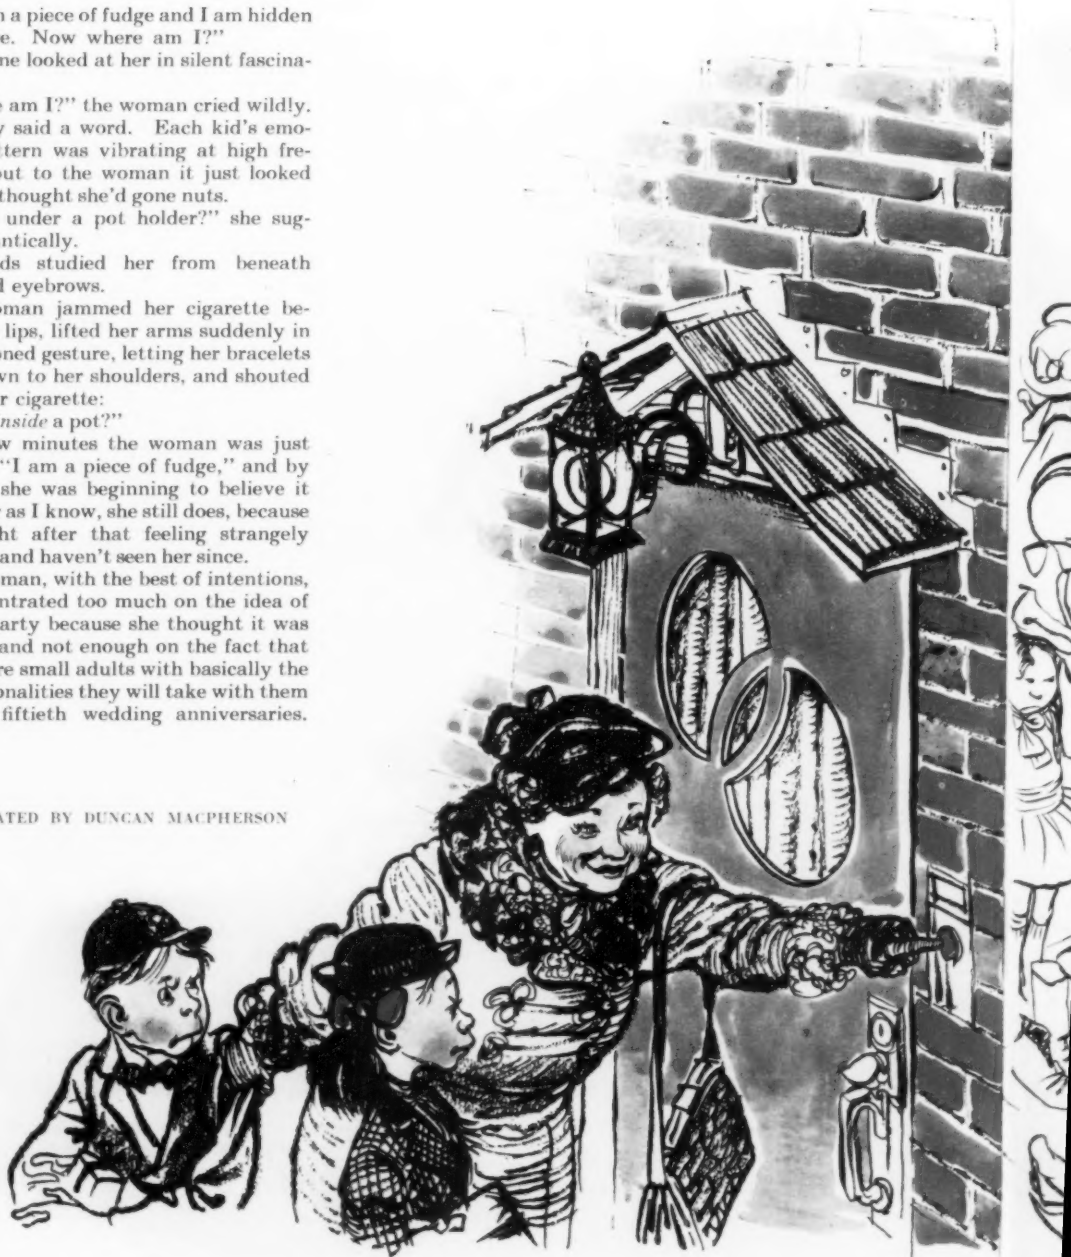 a piece of fudge and I am hidden
e. Now where am I?”
ne looked at her in silent fascina-
am I?” the woman cried wildly.
said a word. Each kid’s emo-
tern was vibrating at high fre-
ut to the woman it just looked
thought she’d gone nuts.
under a pot holder?” she sug-
ntically.
ds studied her from beneath
d eyebrows.
oman jammed her cigarette be-
lips, lifted her arms suddenly in
oned gesture, letting her bracelets
wn to her shoulders, and shouted
r cigarette:
nside a pot?”
w minutes the woman was just
“I am a piece of fudge,” and by
she was beginning to believe it
as I know, she still does, because
ht after that feeling strangely
and haven’t seen her since.
man, with the best of intentions,
ntrated too much on the idea of
arty because she thought it was
and not enough on the fact that
re small adults with basically the
onalities they will take with them
fiftieth wedding anniversaries.
ATED BY DUNCAN MACPHERSON